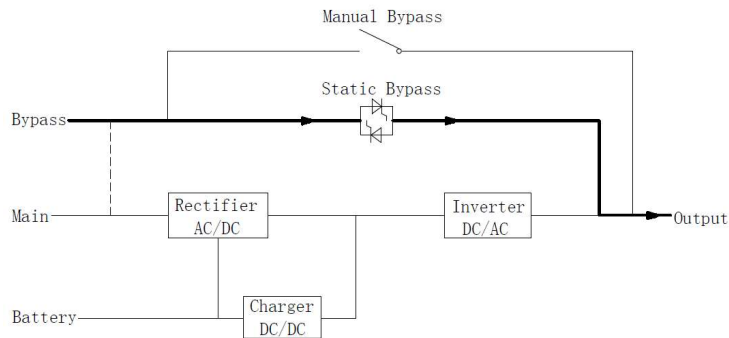 Manual Bypass
Static Bypass
Bypass
Main
Rectifier
AC/DC
Inverter
DC/AC
Output
Battery
Charger
DC/DC